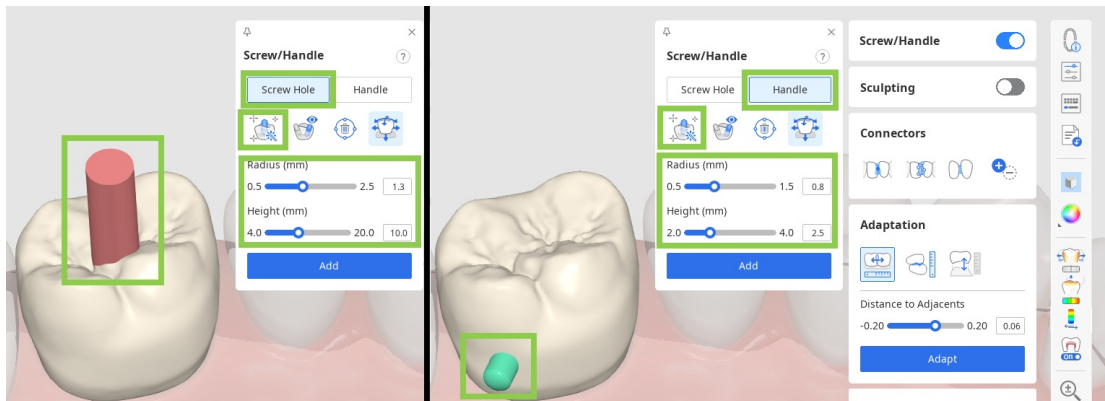 Screw/Handle
?
Screw Hole Handle
Radius (mm)
0.5 2.5 1.3
Height (mm)
4.0 20.0 10.0
Add
Screw/Handle
?
Screw Hole Handle
Radius (mm)
0.5 1.5 0.8
Height (mm)
2.0 4.0 2.5
Add
Screw/Handle
Sculpting
Connectors
Adaptation
Distance to Adjacents
-0.20 0.20 0.06
Adapt
ON